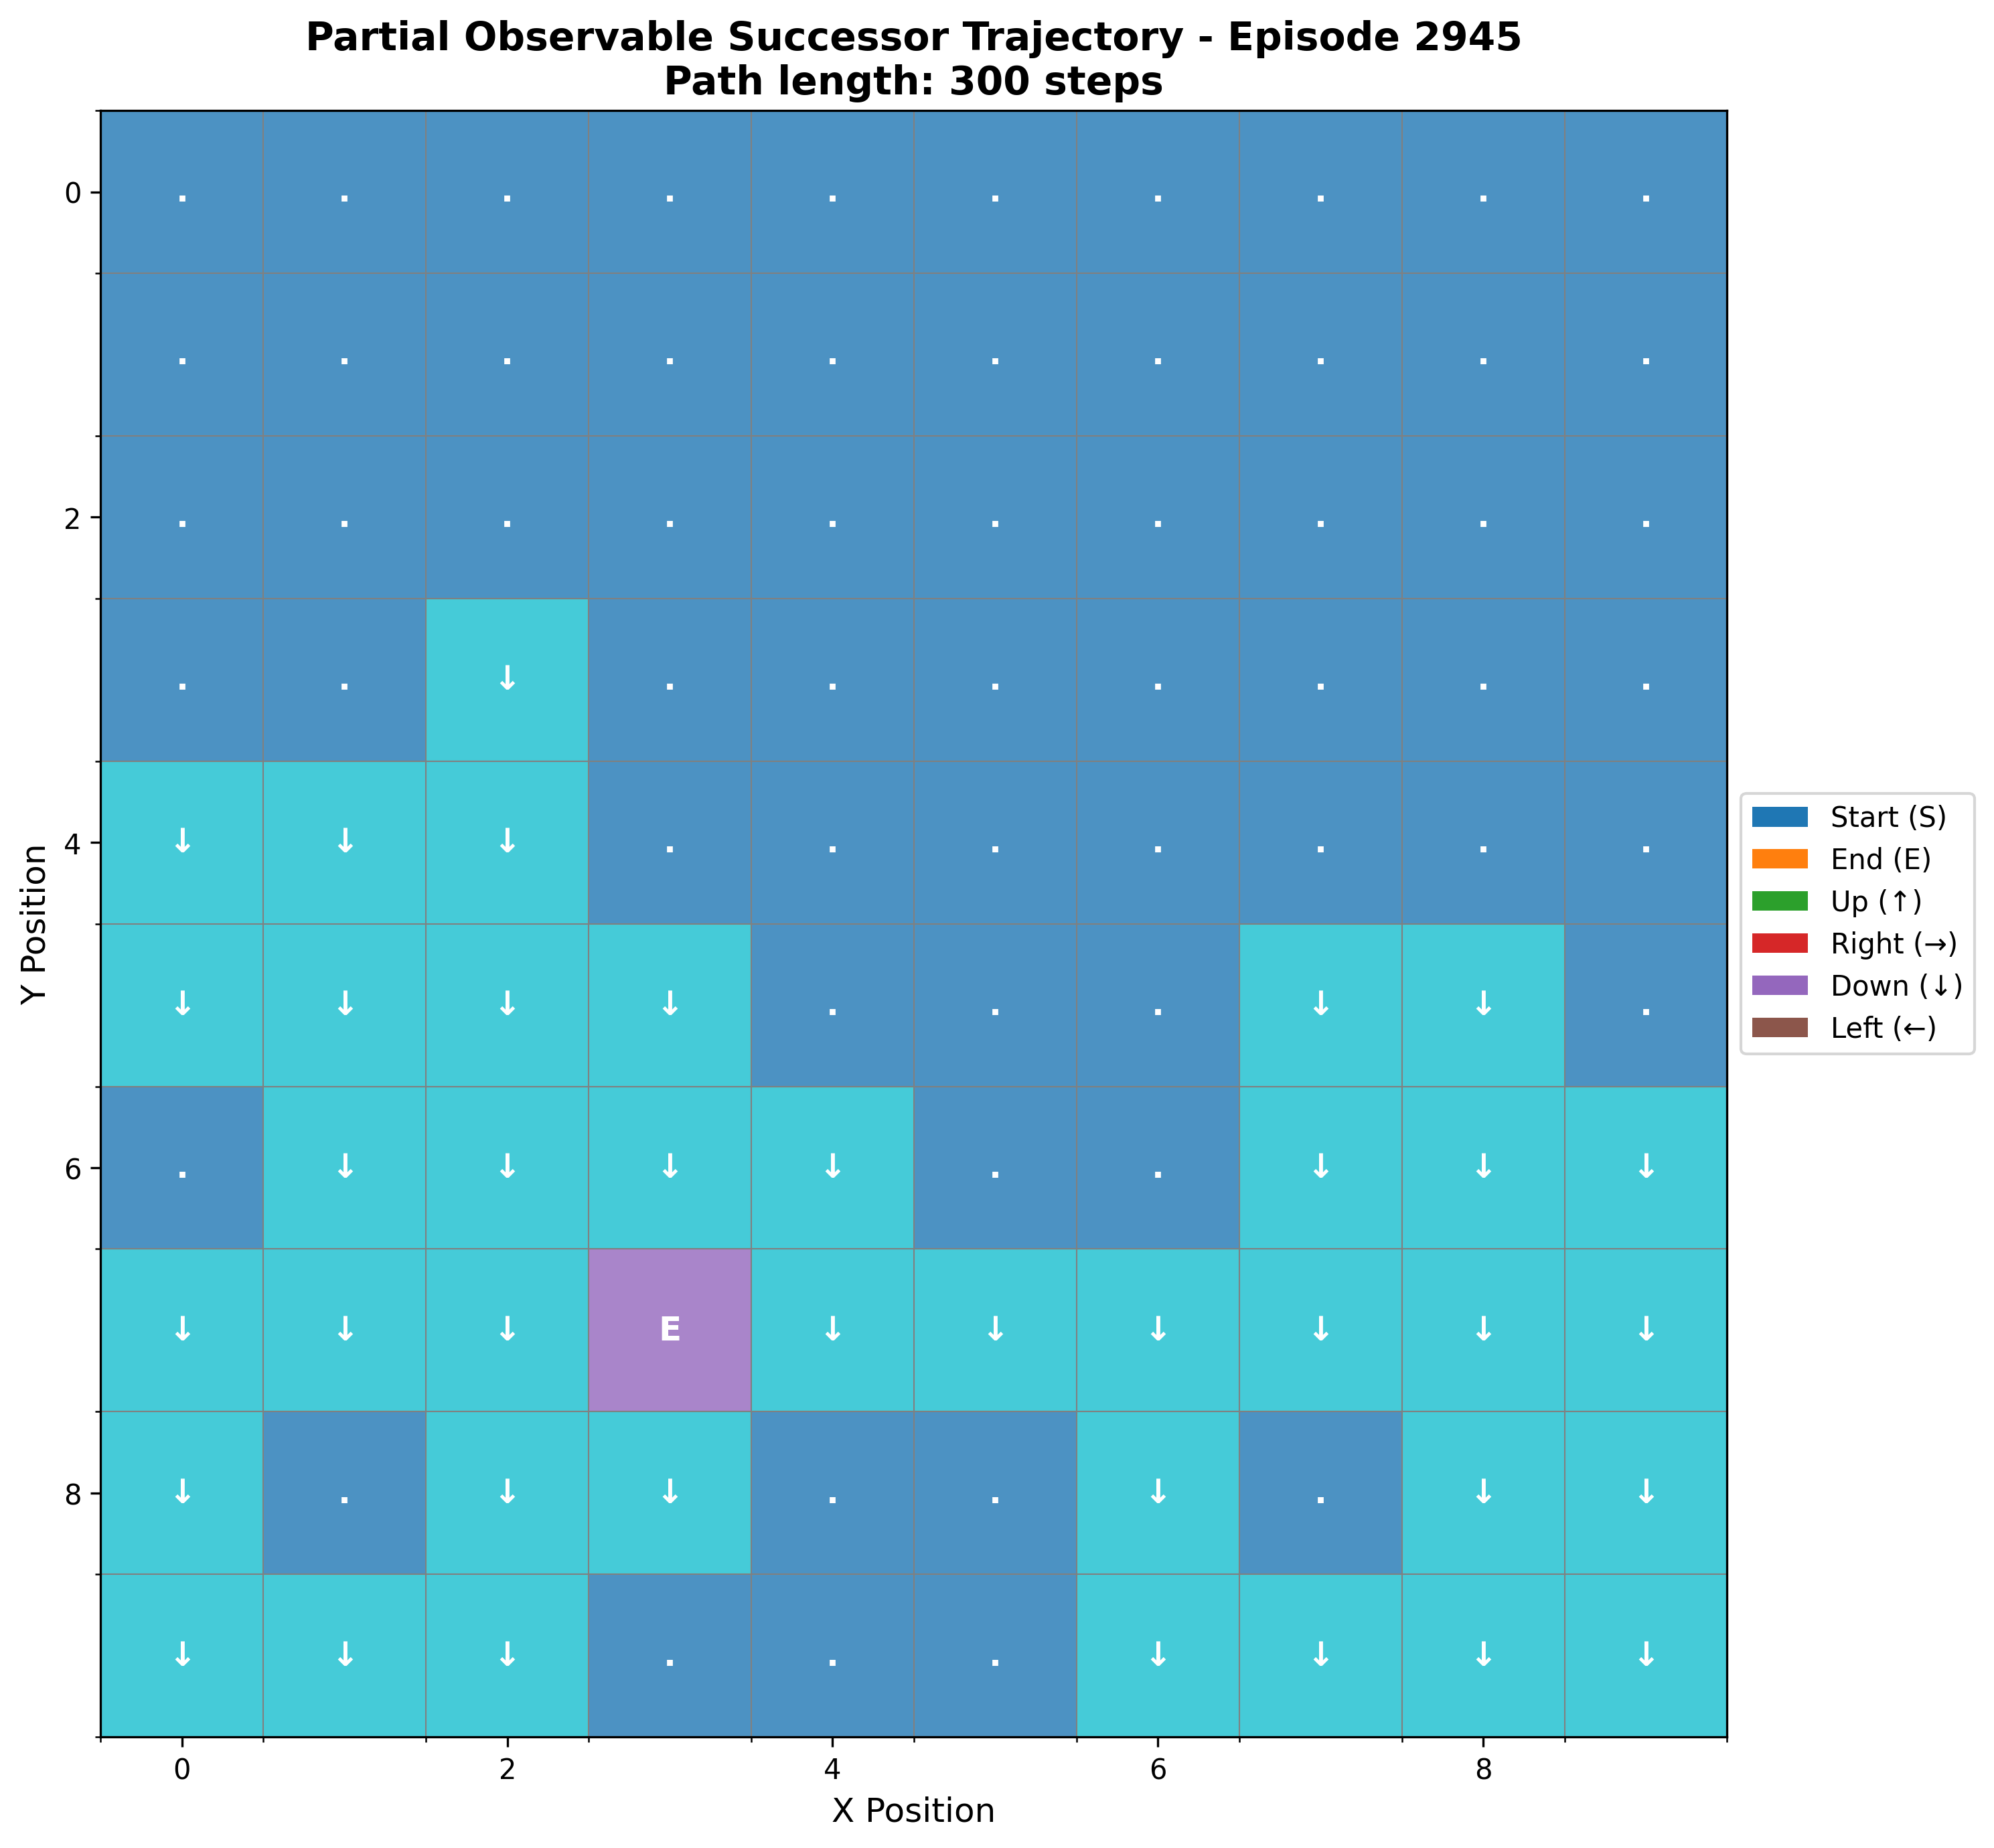 Partial Observable Successor Trajectory - Episode 2945
Path length: 300 steps
0 . . . . . . . . . .
. . . . . . . . . .
2 . . . . . . . . . .
. . ↓ . . . . . . .
4 ↓ ↓ ↓ . . . . . . .
↓ ↓ ↓ ↓ . . . ↓ ↓ .
6 . ↓ ↓ ↓ ↓ . . ↓ ↓ ↓
↓ ↓ ↓ E ↓ ↓ ↓ ↓ ↓ ↓
8 ↓ . ↓ ↓ . . ↓ . ↓ ↓
↓ ↓ ↓ . . . ↓ ↓ ↓ ↓
0 2 4 6 8
X Position
Y Position
Start (S)
End (E)
Up (↑)
Right (→)
Down (↓)
Left (←)